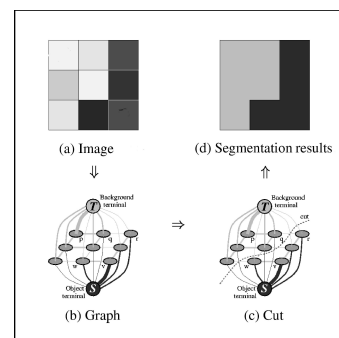 (a) Image
(d) Segmentation results
⇓
⇑
Background
terminal
T
p
q
r
w
v
Object
terminal
S
⇒
Background
terminal
T
cut
p
q
r
w
v
Object
terminal
S
(b) Graph
(c) Cut